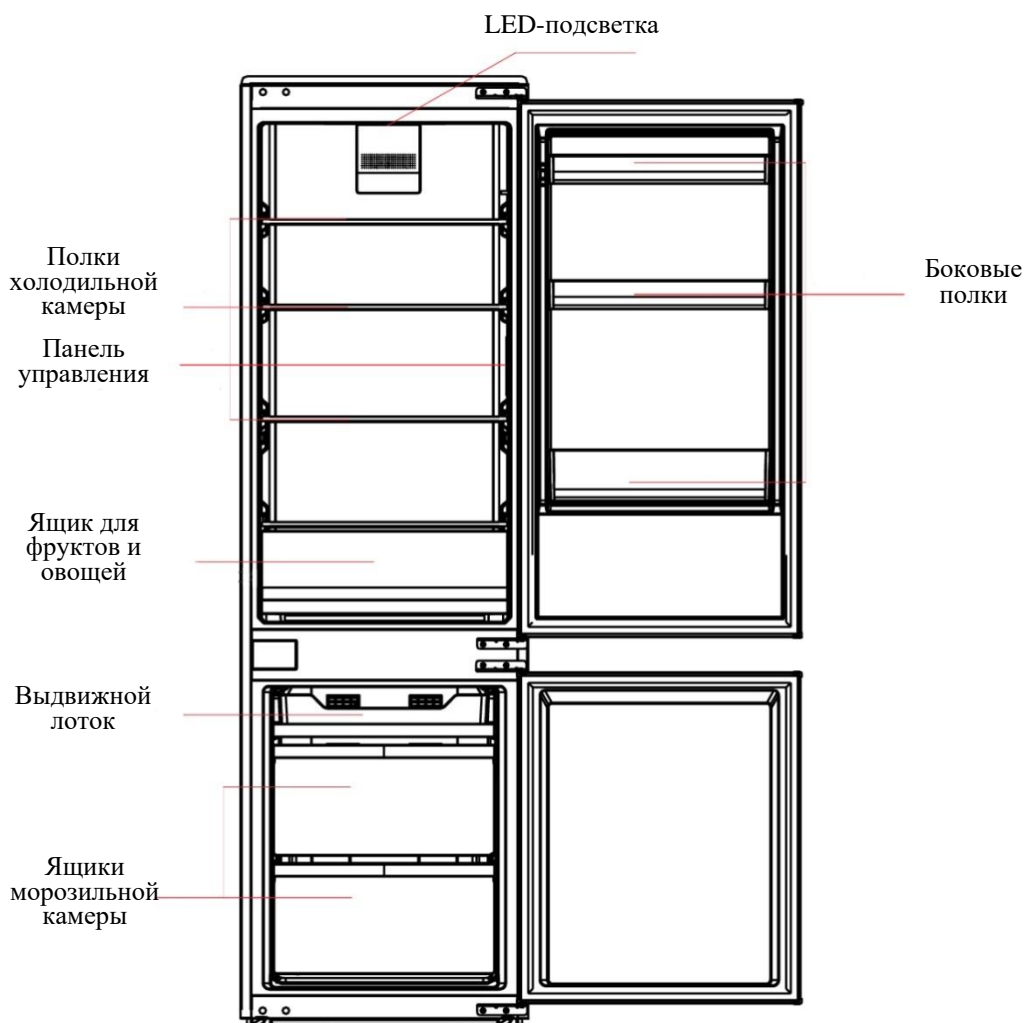 LED-подсветка
Полки
холодильной
камеры
Боковые
полки
Панель
управления
Ящик для
фруктов и
овощей
Выдвижной
лоток
Ящики
морозильной
камеры